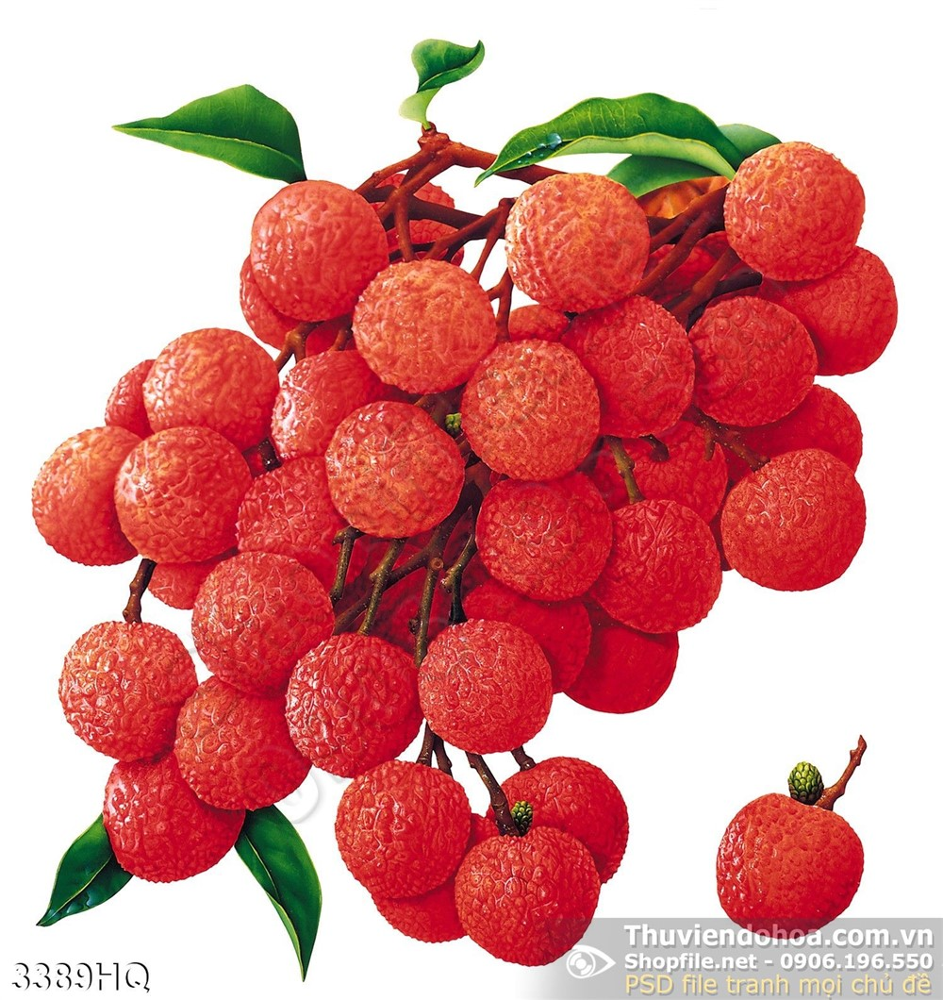 3389HQ
Thuviendohoa.com.vn
Shopfile.net - 0906.196.550
PSD file tranh mọi chủ đề